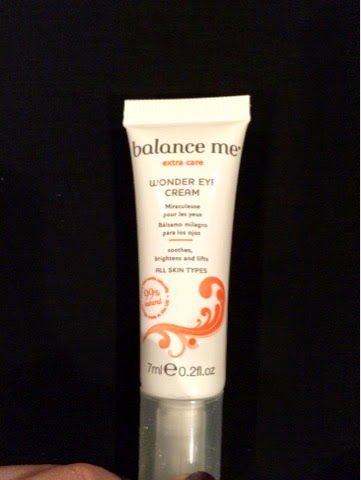 balance me
extra care
WONDER EYE
CREAM
Miraculeuse
pour les yeux
Bálsamo milagro
para los ojos
soothes,
brightens and lifts
ALL SKIN TYPES
99%
natural
7ml e 0.2fl.oz